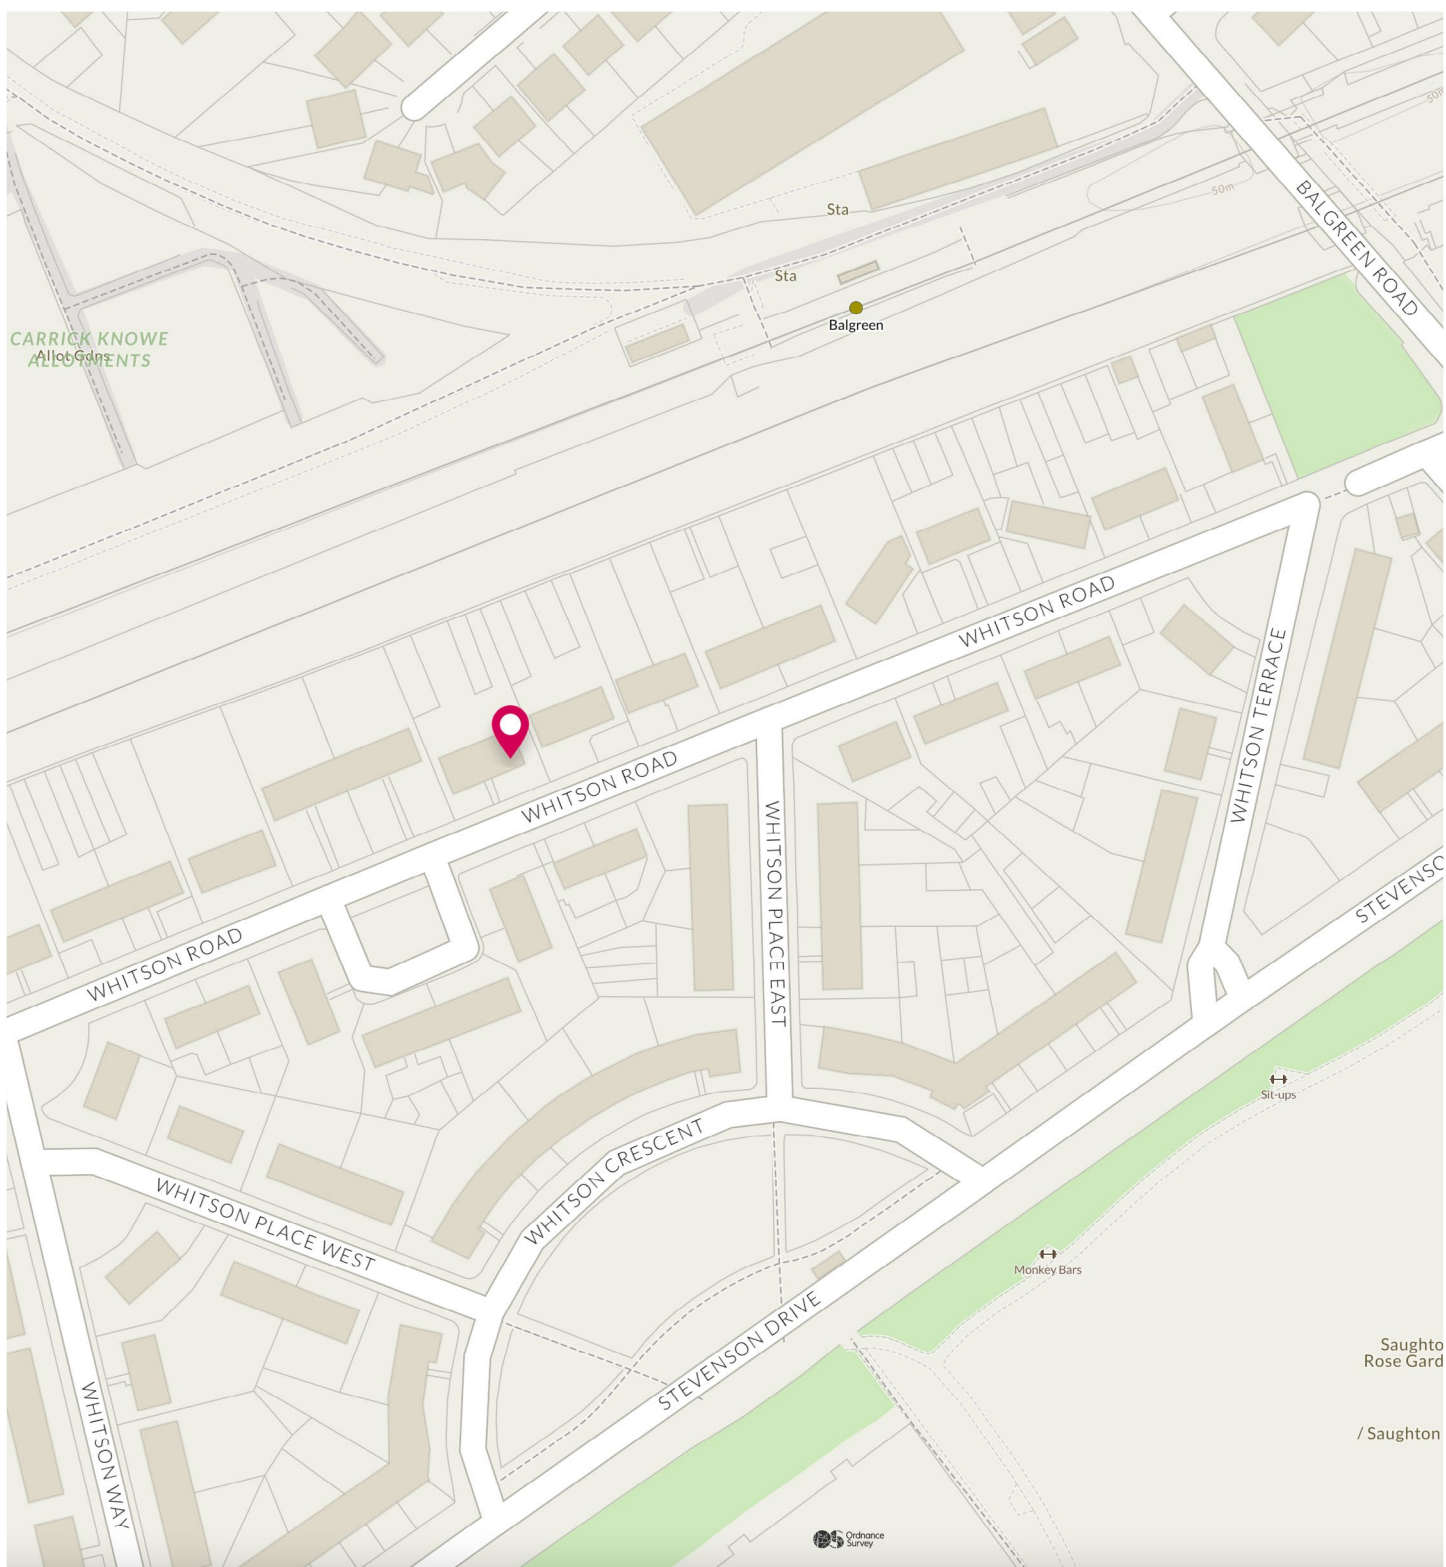 50m
BALGREEN ROAD
50m
Sta
Sta
Balgreen
CARRICK KNOWE
ALLOTMENTS
Allot Gdns
WHITSON ROAD
WHITSON TERRACE
WHITSON ROAD
WHITSON PLACE EAST
STEVENSO
WHITSON ROAD
Sit-ups
WHITSON CRESCENT
WHITSON PLACE WEST
Monkey Bars
STEVENSON DRIVE
Saughto
Rose Gard
WHITSON WAY
/ Saughton
OS
Ordnance
Survey